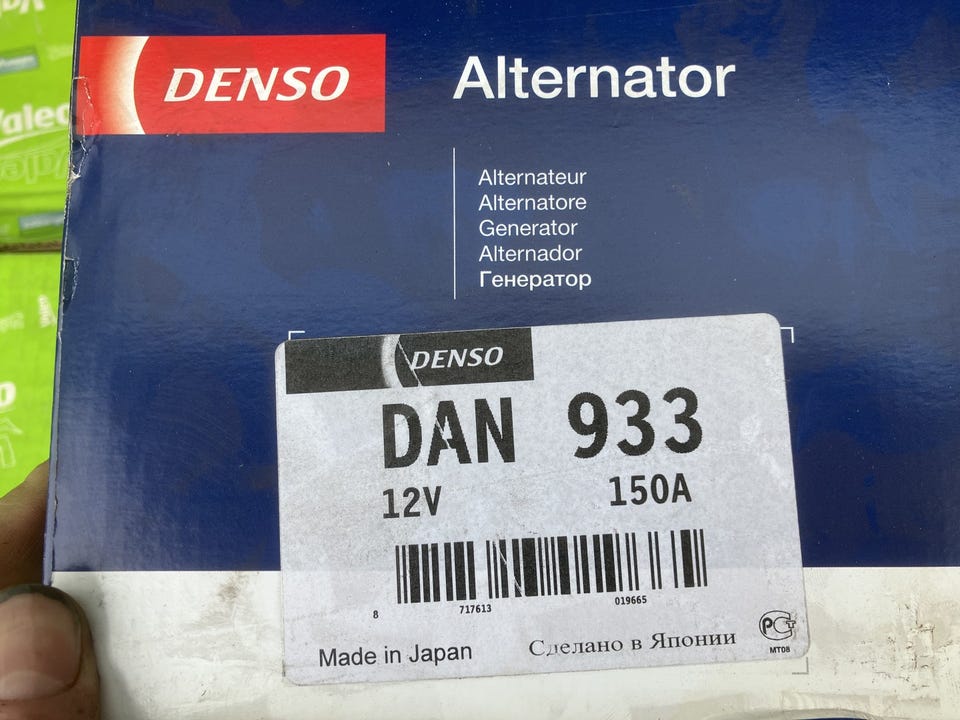 DENSO
Alternator
Alternateur
Alternatore
Generator
Alternador
Генератор
DENSO
DAN 933
12V 150A
8 717613 019665
Made in Japan Сделано в Японии
РСТ
MT08